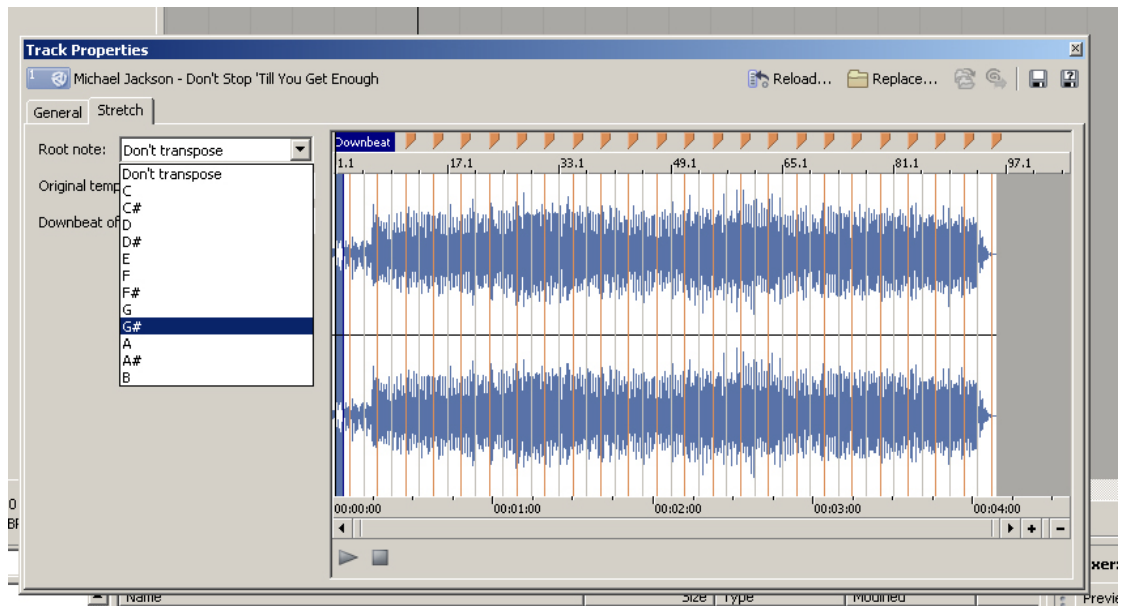 Track Properties
1 Michael Jackson - Don't Stop 'Till You Get Enough Reload... Replace...
General Stretch
Root note: Don't transpose
Downbeat
1.1 17.1 33.1 49.1 65.1 81.1 97.1
Don't transpose
Original temp
C
C#
Downbeat of
D
D#
E
F
F#
G
G#
A
A#
B
00:00:00 00:01:00 00:02:00 00:03:00 00:04:00
xer:
Name Size Type Modified Previe